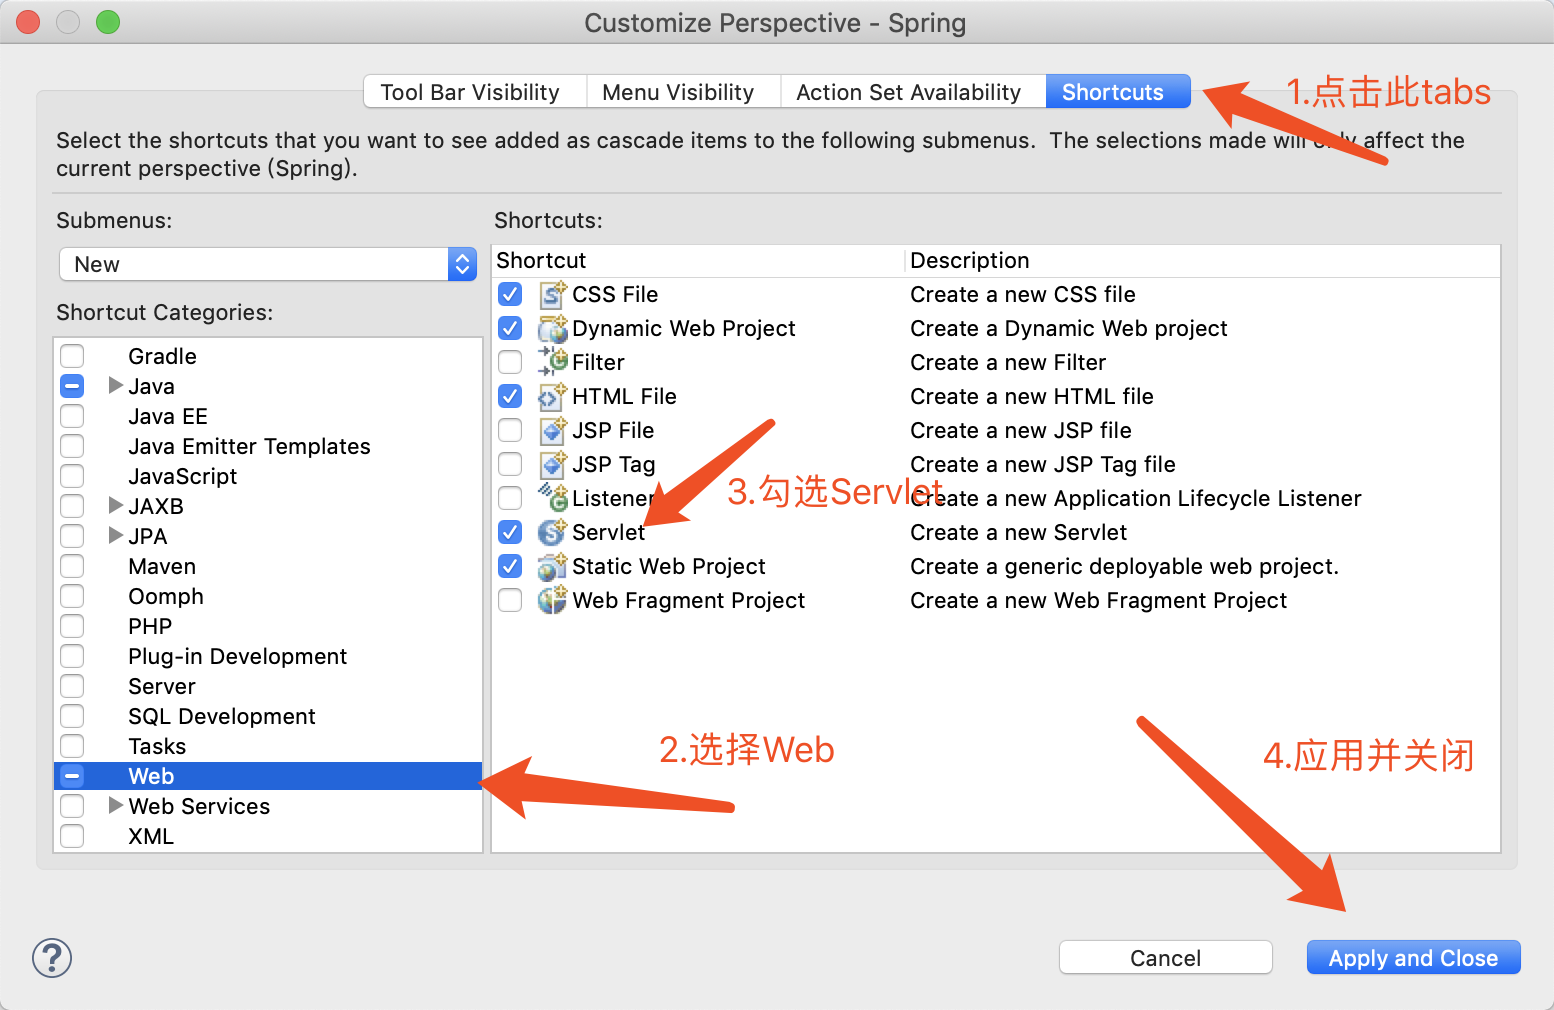 Customize Perspective - Spring
Tool Bar Visibility
Menu Visibility
Action Set Availability
Shortcuts
1.点击此tabs
Select the shortcuts that you want to see added as cascade items to the following submenus.  The selections made will only affect the
current perspective (Spring).
Submenus:
New
Shortcut Categories:
Gradle
Java
Java EE
Java Emitter Templates
JavaScript
JAXB
JPA
Maven
Oomph
PHP
Plug-in Development
Server
SQL Development
Tasks
Web
Web Services
XML
2.选择Web
Shortcuts:
Shortcut Description
CSS File Create a new CSS file
Dynamic Web Project Create a Dynamic Web project
Filter Create a new Filter
HTML File Create a new HTML file
JSP File Create a new JSP file
JSP Tag Create a new JSP Tag file
3.勾选Servlet
Listener Create a new Application Lifecycle Listener
Servlet Create a new Servlet
Static Web Project Create a generic deployable web project.
Web Fragment Project Create a new Web Fragment Project
4.应用并关闭
?
Cancel
Apply and Close